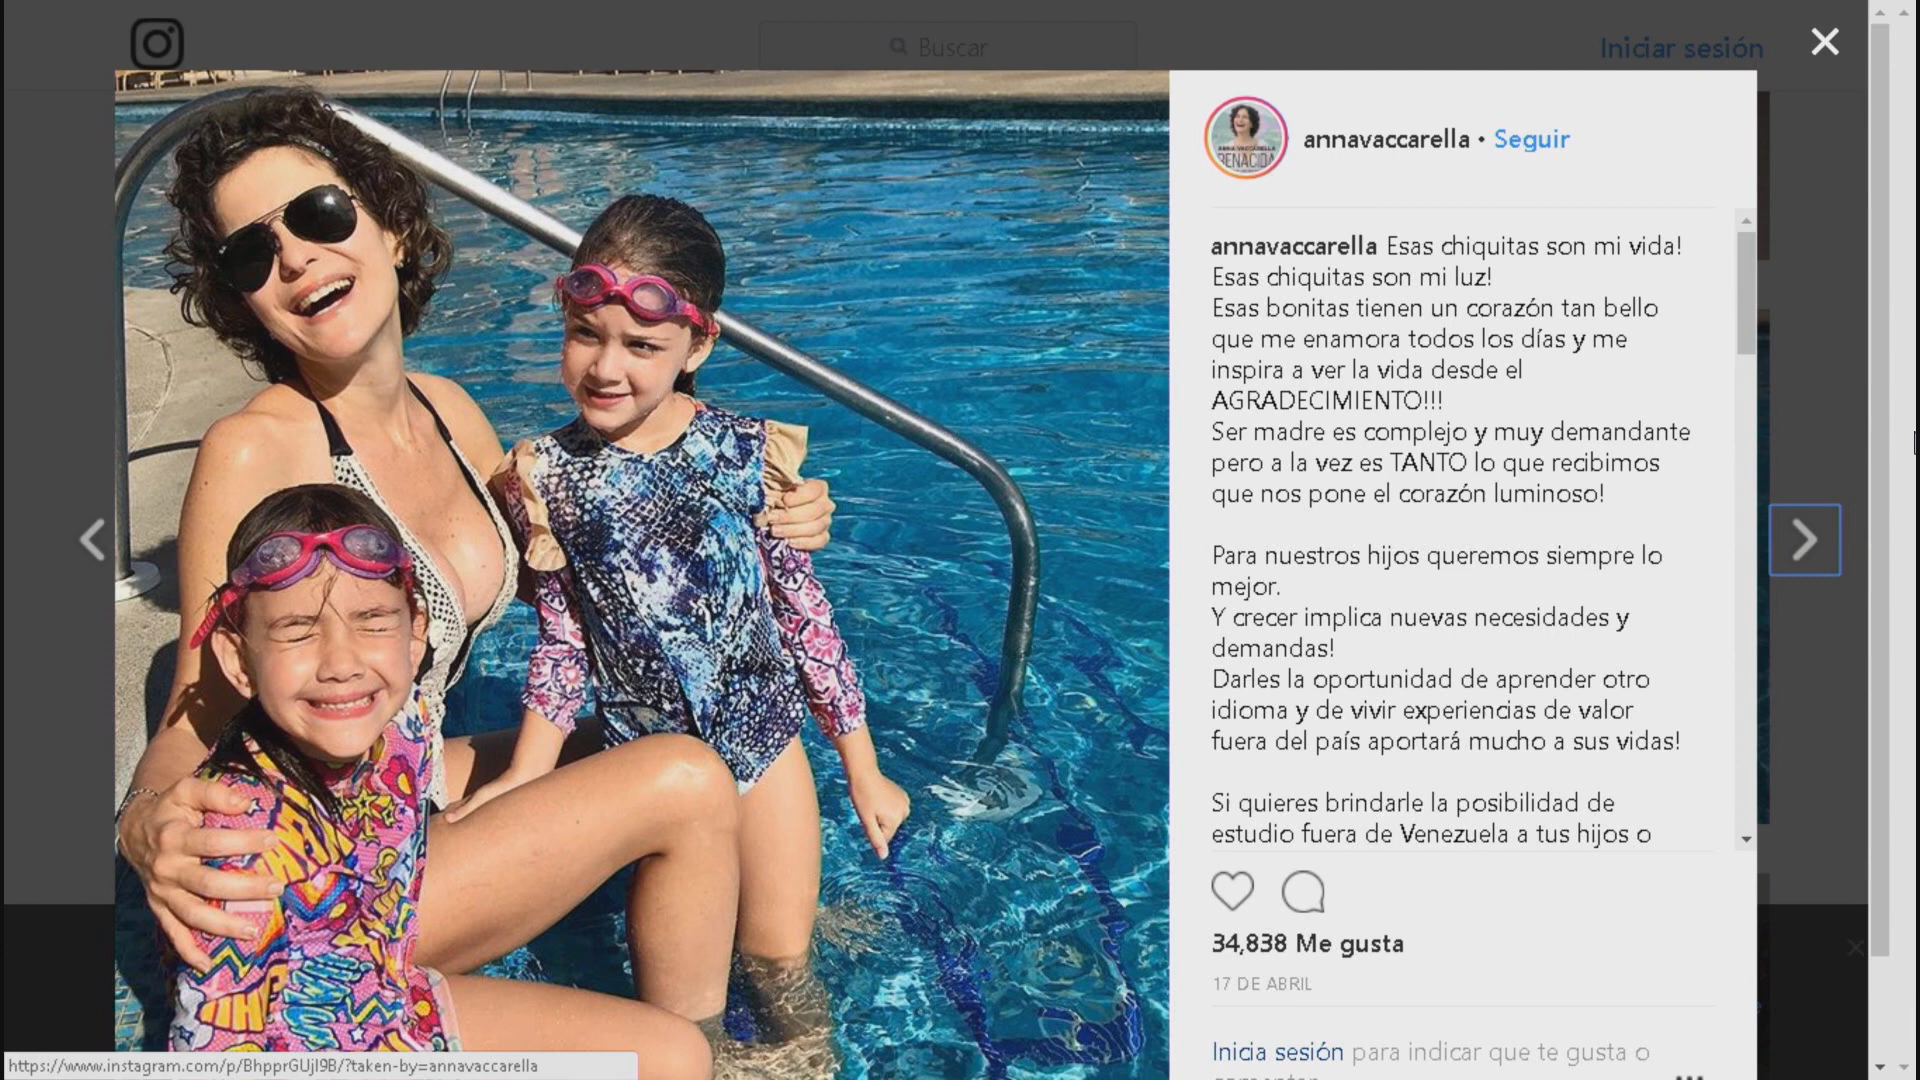 Buscar
Iniciar sesión
annavaccarella • Seguir
annavaccarella Esas chiquitas son mi vida!
Esas chiquitas son mi luz!
Esas bonitas tienen un corazón tan bello
que me enamora todos los días y me
inspira a ver la vida desde el
AGRADECIMIENTO!!!
Ser madre es complejo y muy demandante
pero a la vez es TANTO lo que recibimos
que nos pone el corazón luminoso!
Para nuestros hijos queremos siempre lo
mejor.
Y crecer implica nuevas necesidades y
demandas!
Darles la oportunidad de aprender otro
idioma y de vivir experiencias de valor
fuera del país aportará mucho a sus vidas!
Si quieres brindarle la posibilidad de
estudio fuera de Venezuela a tus hijos o
34,838 Me gusta
17 DE ABRIL
Inicia sesión para indicar que te gusta o
https://www.instagram.com/p/BhpprGUjI9B/?taken-by=annavaccarella